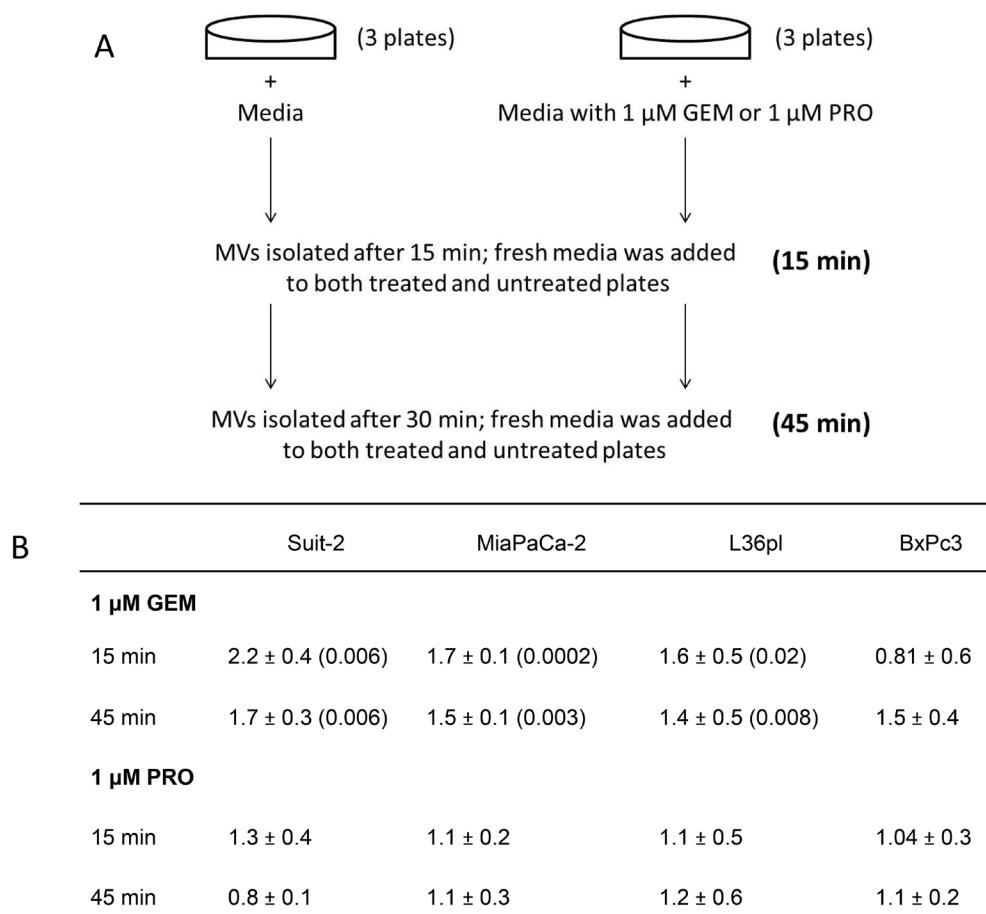 A
(3 plates) (3 plates)
+ +
Media Media with 1 µM GEM or 1 µM PRO
MVs isolated after 15 min; fresh media was added (15 min)
to both treated and untreated plates
MVs isolated after 30 min; fresh media was added (45 min)
to both treated and untreated plates
B
Suit-2 MiaPaCa-2 L36pl BxPc3
1 µM GEM
15 min 2.2 ± 0.4 (0.006) 1.7 ± 0.1 (0.0002) 1.6 ± 0.5 (0.02) 0.81 ± 0.6
45 min 1.7 ± 0.3 (0.006) 1.5 ± 0.1 (0.003) 1.4 ± 0.5 (0.008) 1.5 ± 0.4
1 µM PRO
15 min 1.3 ± 0.4 1.1 ± 0.2 1.1 ± 0.5 1.04 ± 0.3
45 min 0.8 ± 0.1 1.1 ± 0.3 1.2 ± 0.6 1.1 ± 0.2